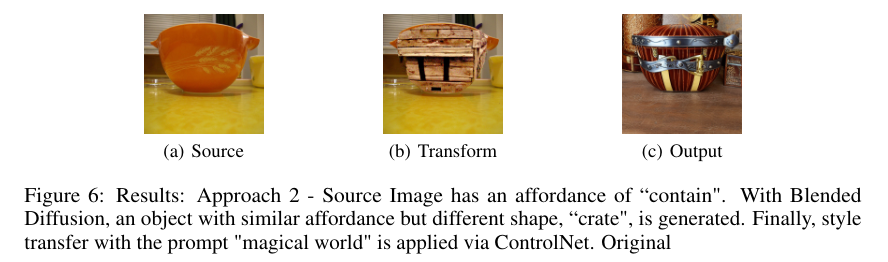 (a) Source
(b) Transform
(c) Output
Figure 6: Results: Approach 2 - Source Image has an affordance of “contain". With Blended
Diffusion, an object with similar affordance but different shape, “crate", is generated. Finally, style
transfer with the prompt "magical world" is applied via ControlNet. Original